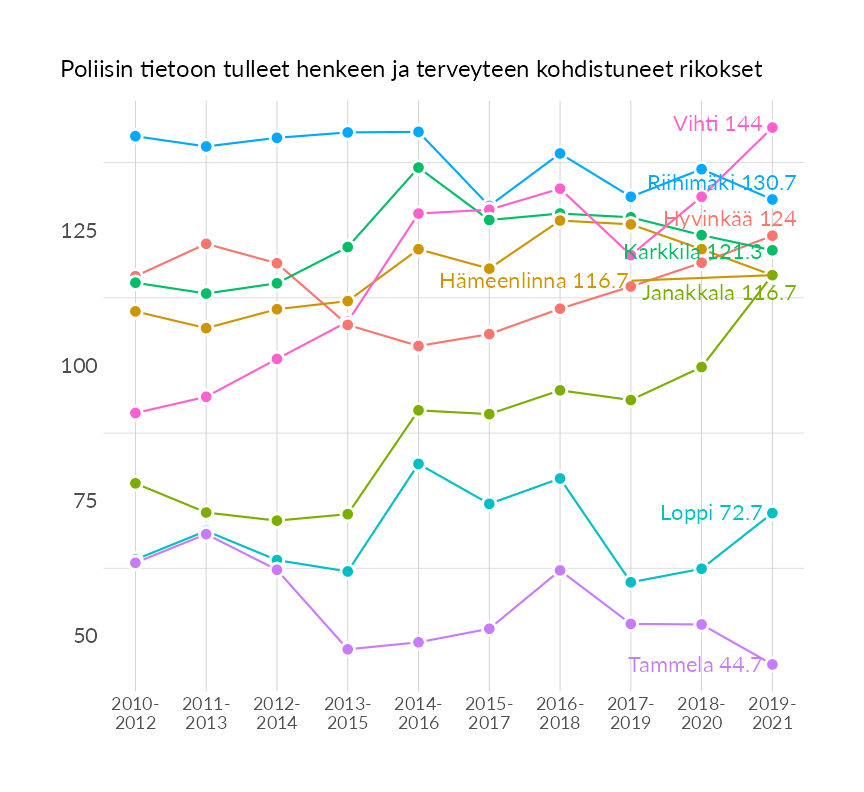 Poliisin tietoon tulleet henkeen ja terveyteen kohdistuneet rikokset
Vihti 144
Riihimäki 130.7
Hyvinkää 124
125
Karkkila 121.3
Hämeenlinna 116.7
Janakkala 116.7
100
75
Loppi 72.7
50
Tammela 44.7
2010- 2011- 2012- 2013- 2014- 2015- 2016- 2017- 2018- 2019-
2012 2013 2014 2015 2016 2017 2018 2019 2020 2021